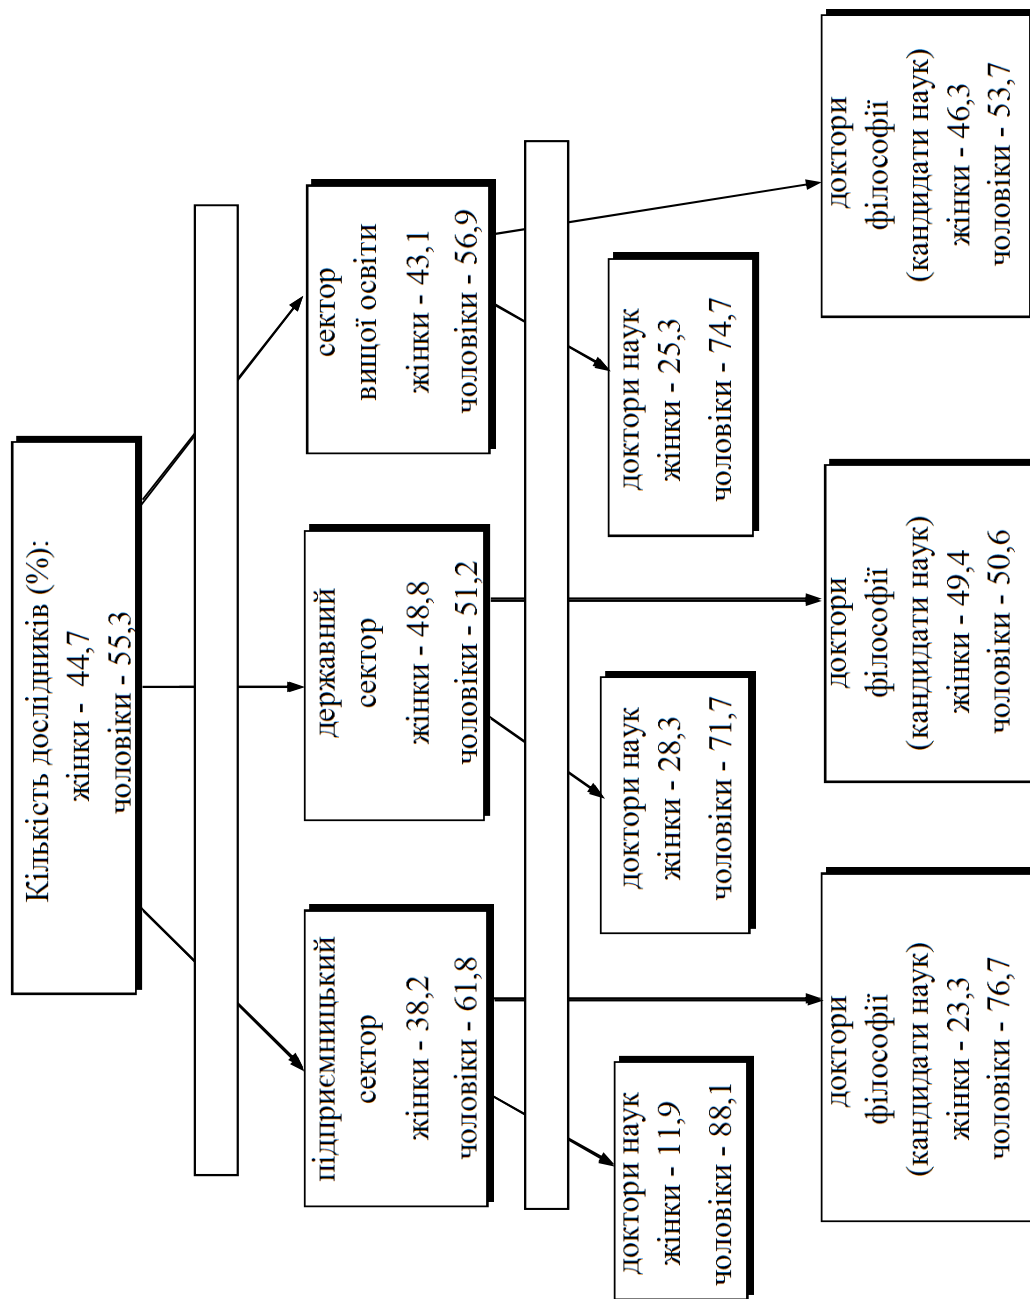 Кількість дослідників (%):
жінки - 44,7
чоловіки - 55,3
підприємницький
сектор
жінки - 38,2
чоловіки - 61,8
державний
сектор
жінки - 48,8
чоловіки - 51,2
сектор
вищої освіти
жінки - 43,1
чоловіки - 56,9
доктори наук
жінки - 11,9
чоловіки - 88,1
доктори наук
жінки - 28,3
чоловіки - 71,7
доктори наук
жінки - 25,3
чоловіки - 74,7
доктори
філософії
(кандидати наук)
жінки - 23,3
чоловіки - 76,7
доктори
філософії
(кандидати наук)
жінки - 49,4
чоловіки - 50,6
доктори
філософії
(кандидати наук)
жінки - 46,3
чоловіки - 53,7